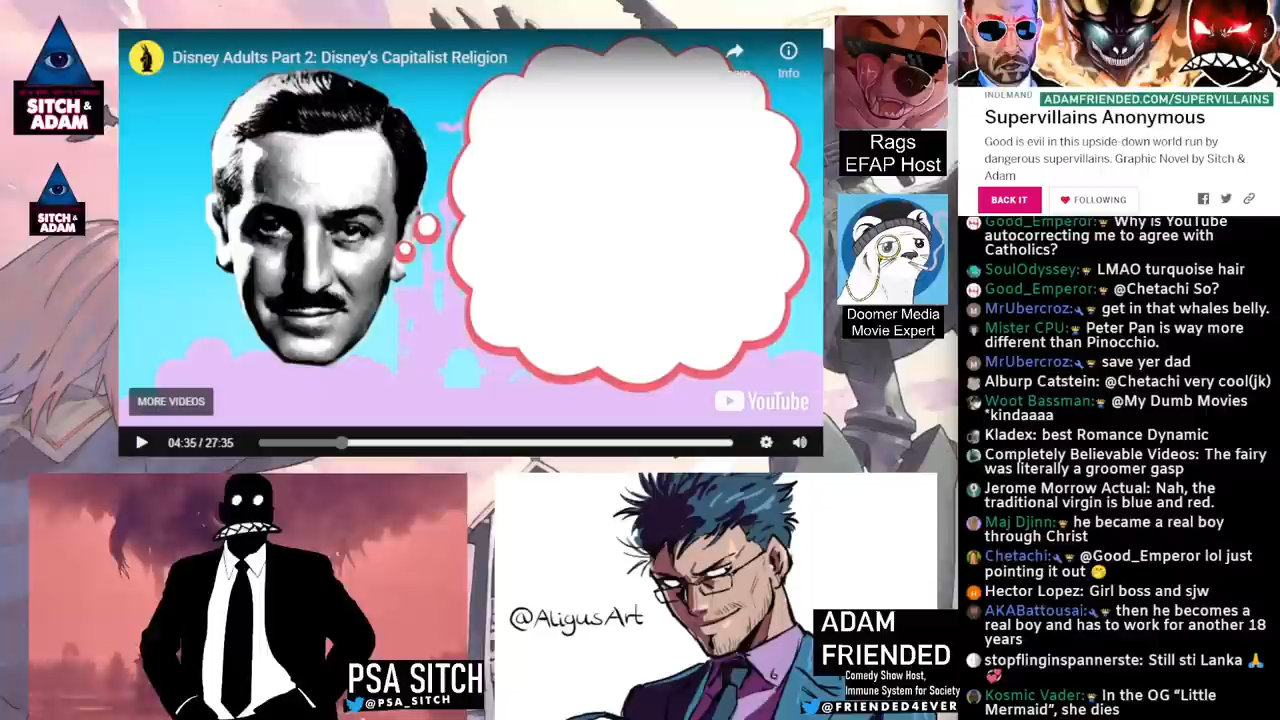 SITCH &
ADAM
SITCH &
ADAM
Disney Adults Part 2: Disney's Capitalist Religion
Info
MORE VIDEOS
YouTube
04:35 / 27:35
Rags
EFAP Host
Doomer Media
Movie Expert
INDEMAND
ADAMFRIENDED.COM/SUPERVILLAINS
Supervillains Anonymous
Good is evil in this upside-down world run by
dangerous supervillains. Graphic Novel by Sitch &
Adam
BACK IT
FOLLOWING
Good_Emperor: Why is YouTube
autocorrecting me to agree with
Catholics?
SoulOdyssey: LMAO turquoise hair
Good_Emperor: @Chetachi So?
MrUbercroz: get in that whales belly.
Mister CPU: Peter Pan is way more
different than Pinocchio.
MrUbercroz: save yer dad
Alburp Catstein: @Chetachi very cool(jk)
Woot Bassman: @My Dumb Movies
*kindaaaa
Kladex: best Romance Dynamic
Completely Believable Videos: The fairy
was literally a groomer gasp
Jerome Morrow Actual: Nah, the
traditional virgin is blue and red.
Maj Djinn: he became a real boy
through Christ
Chetachi: @Good_Emperor lol just
pointing it out 🤭
Hector Lopez: Girl boss and sjw
AKABattousai: then he becomes a
real boy and has to work for another 18
years
stopflinginspannerste: Still sti Lanka 🙏
💞
Kosmic Vader: In the OG “Little
Mermaid”, she dies
PSA SITCH
@PSA_SITCH
@AligusArt
ADAM
FRIENDED
Comedy Show Host,
Immune System for Society
@FRIENDED4EVER